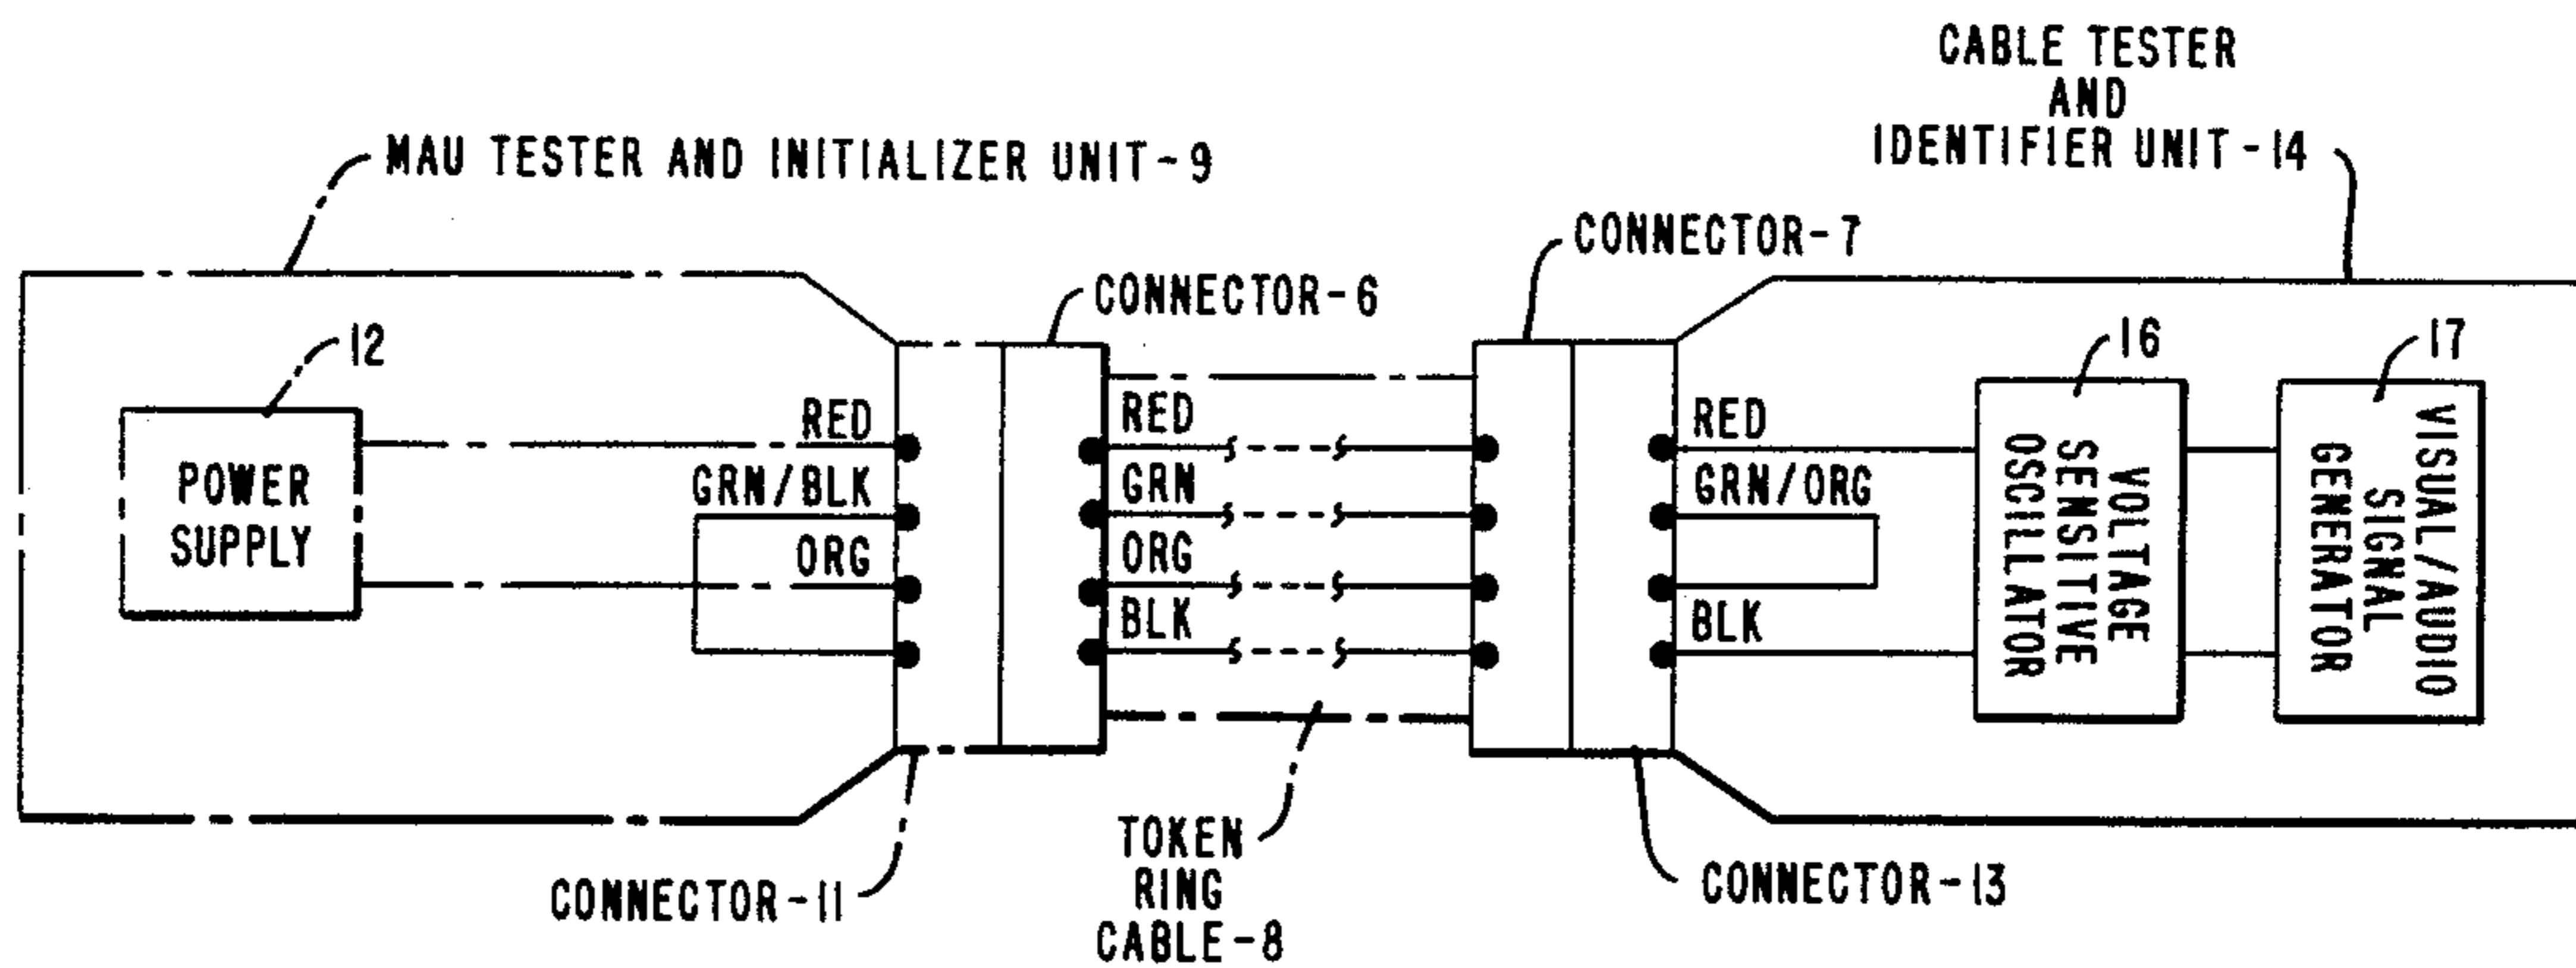 CABLE TESTER
AND
IDENTIFIER UNIT-14
MAU TESTER AND INITIALIZER UNIT-9
CONNECTOR-7
CONNECTOR-6
12
16
17
POWER
SUPPLY
RED
GRN/BLK
ORG
RED
GRN
ORG
BLK
RED
GRN/ORG
BLK
VOLTAGE
SENSITIVE
OSCILLATOR
VISUAL/AUDIO
SIGNAL
GENERATOR
CONNECTOR-11
TOKEN
RING
CABLE-8
CONNECTOR-13